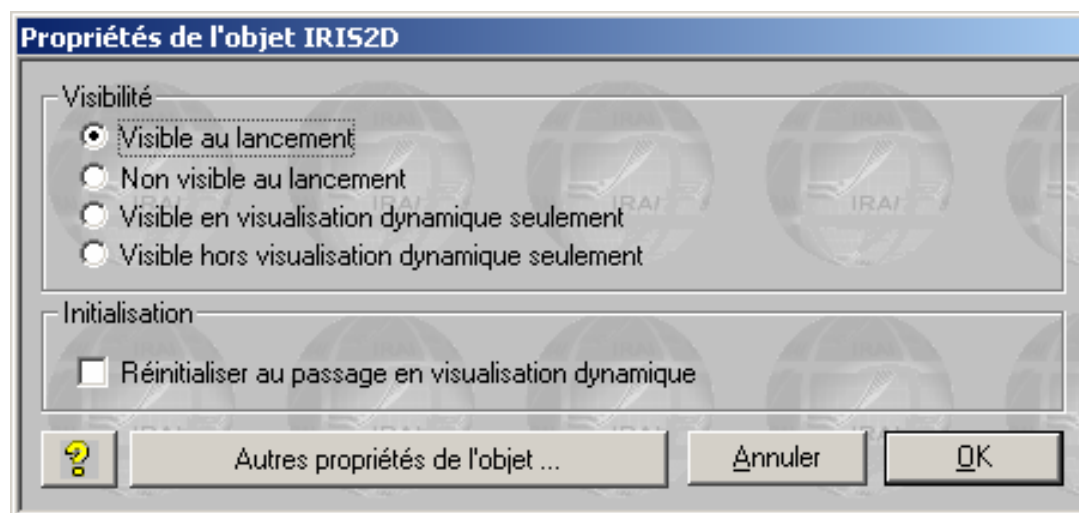 Propriétés de l'objet IRIS2D
Visibilité
Visible au lancement
Non visible au lancement
Visible en visualisation dynamique seulement
Visible hors visualisation dynamique seulement
Initialisation
Réinitialiser au passage en visualisation dynamique
? Autres propriétés de l'objet ... Annuler OK